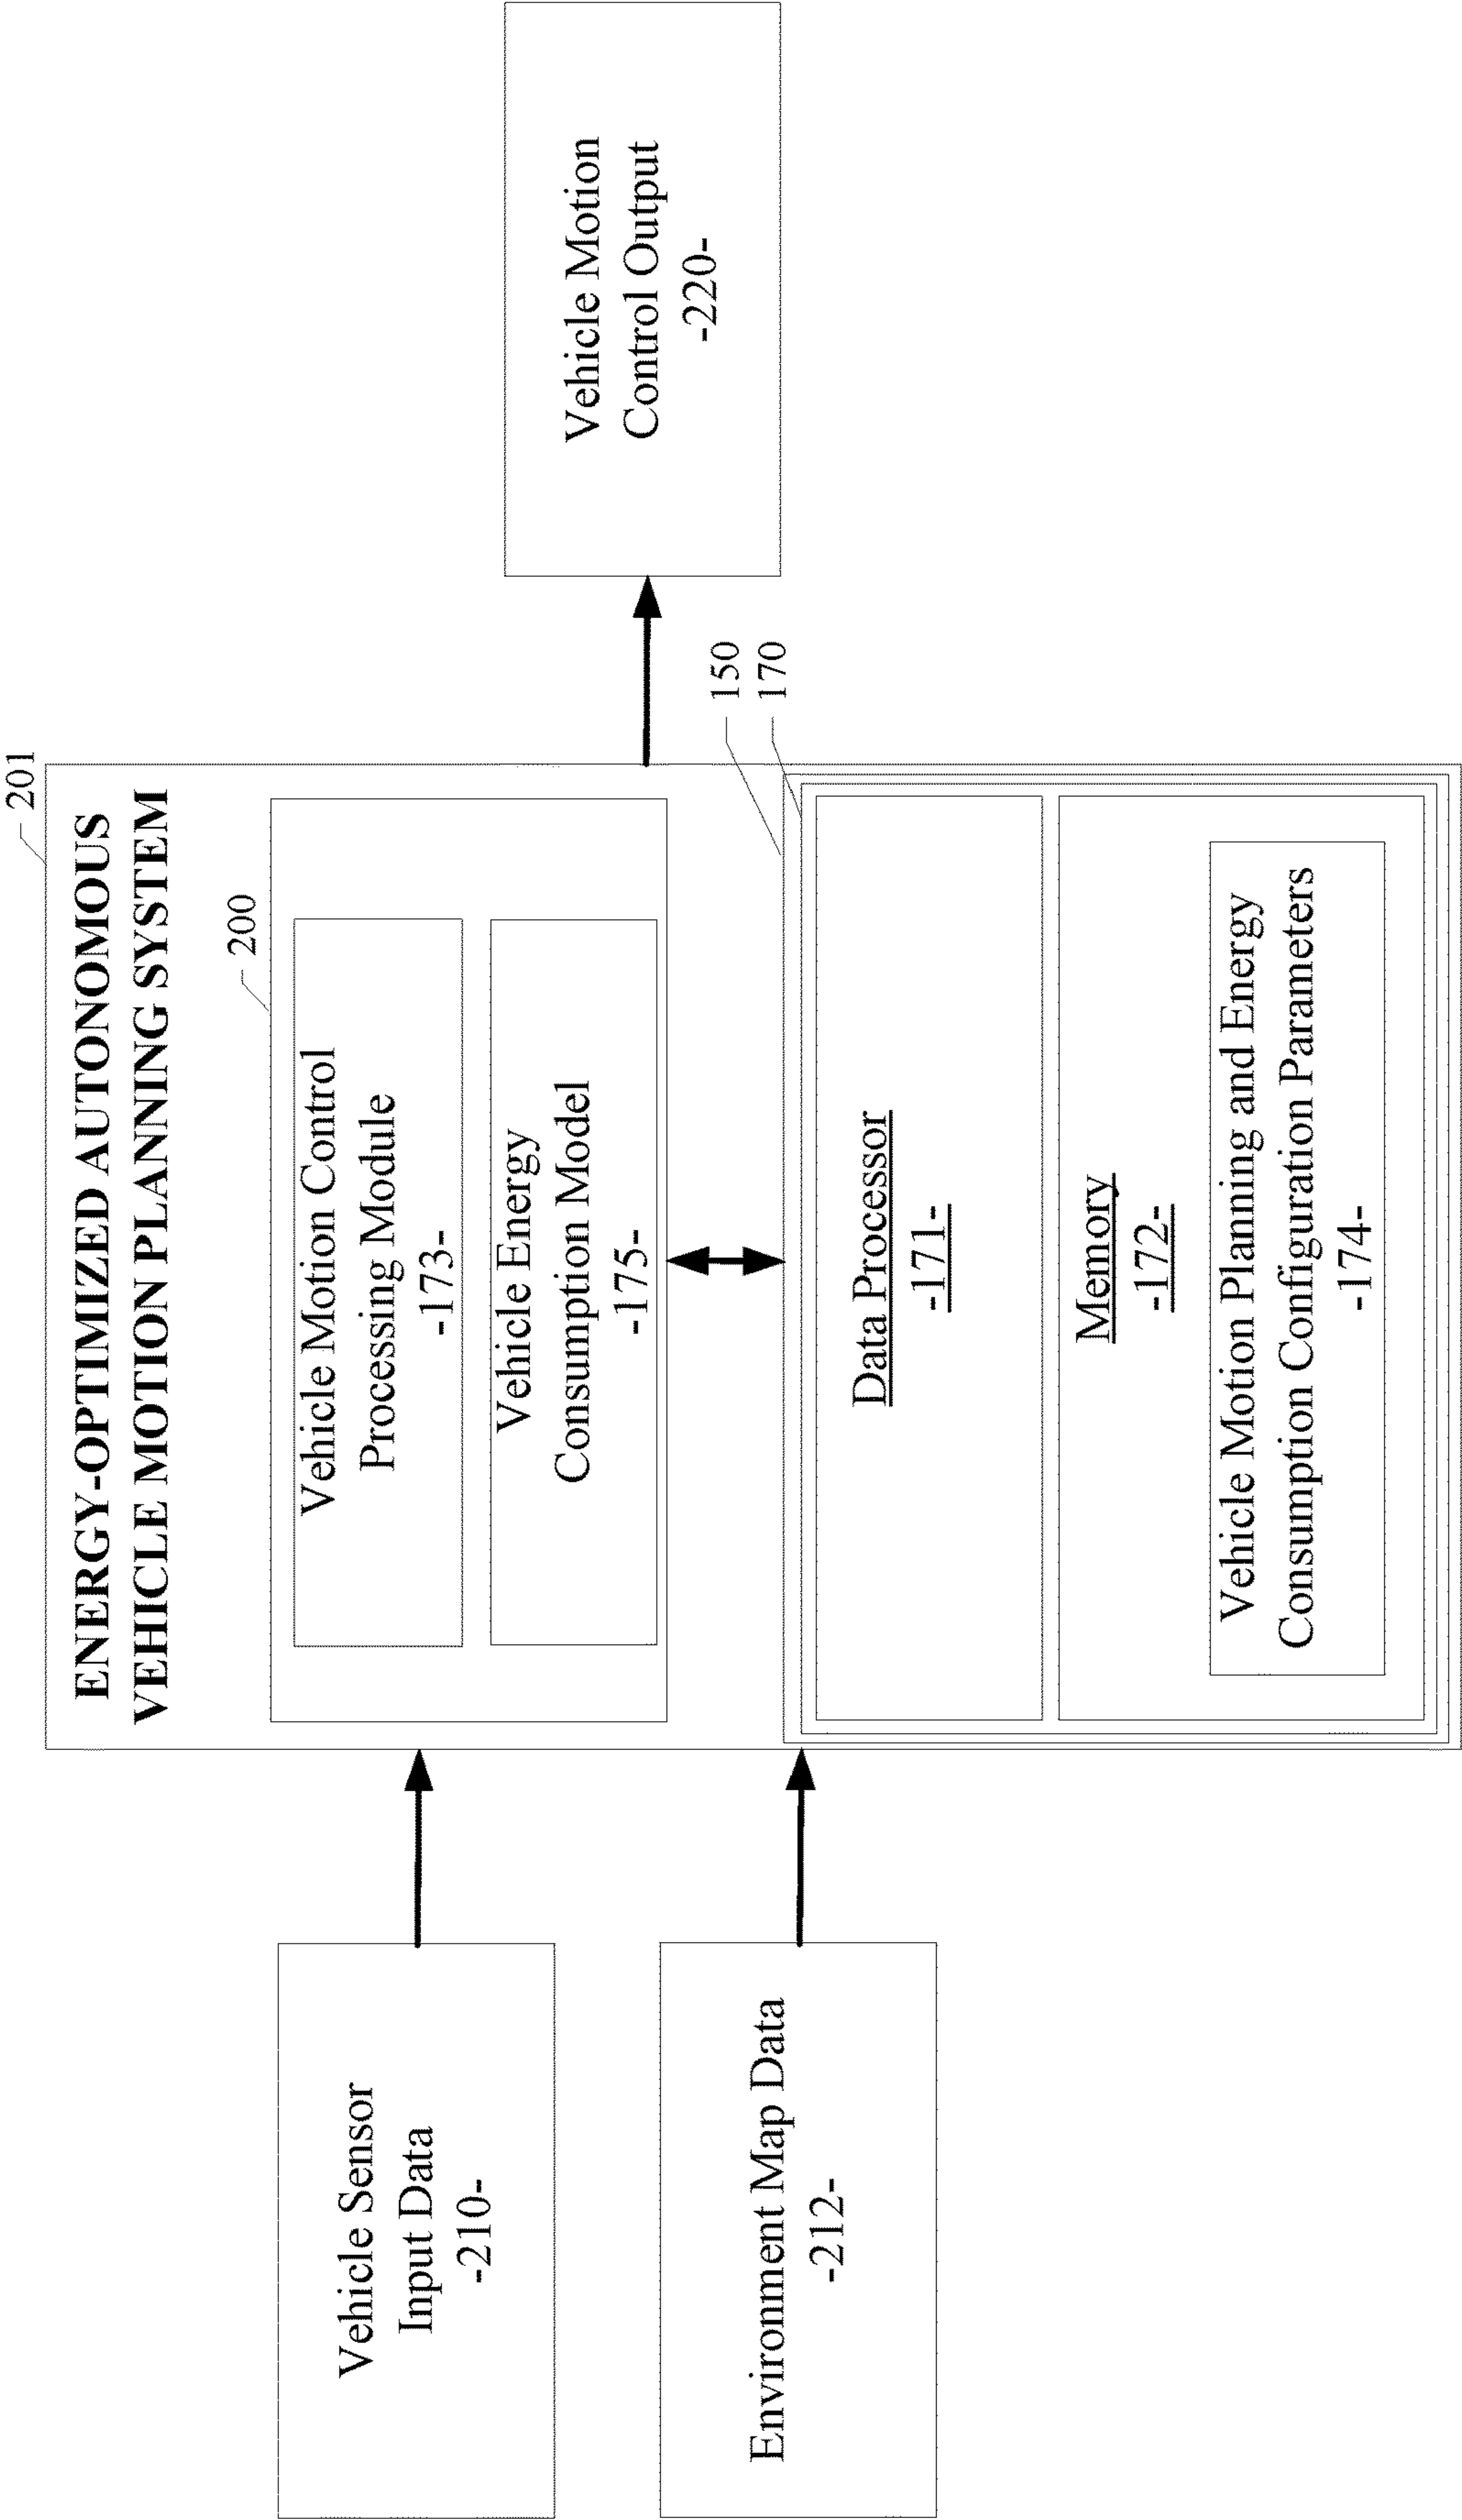 Vehicle Sensor
Input Data
-210-
Environment Map Data
-212-
201
ENERGY-OPTIMIZED AUTONOMOUS
VEHICLE MOTION PLANNING SYSTEM
200
Vehicle Motion Control
Processing Module
-173-
Vehicle Energy
Consumption Model
-175-
150
170
Data Processor
-171-
Memory
-172-
Vehicle Motion Planning and Energy
Consumption Configuration Parameters
-174-
Vehicle Motion
Control Output
-220-